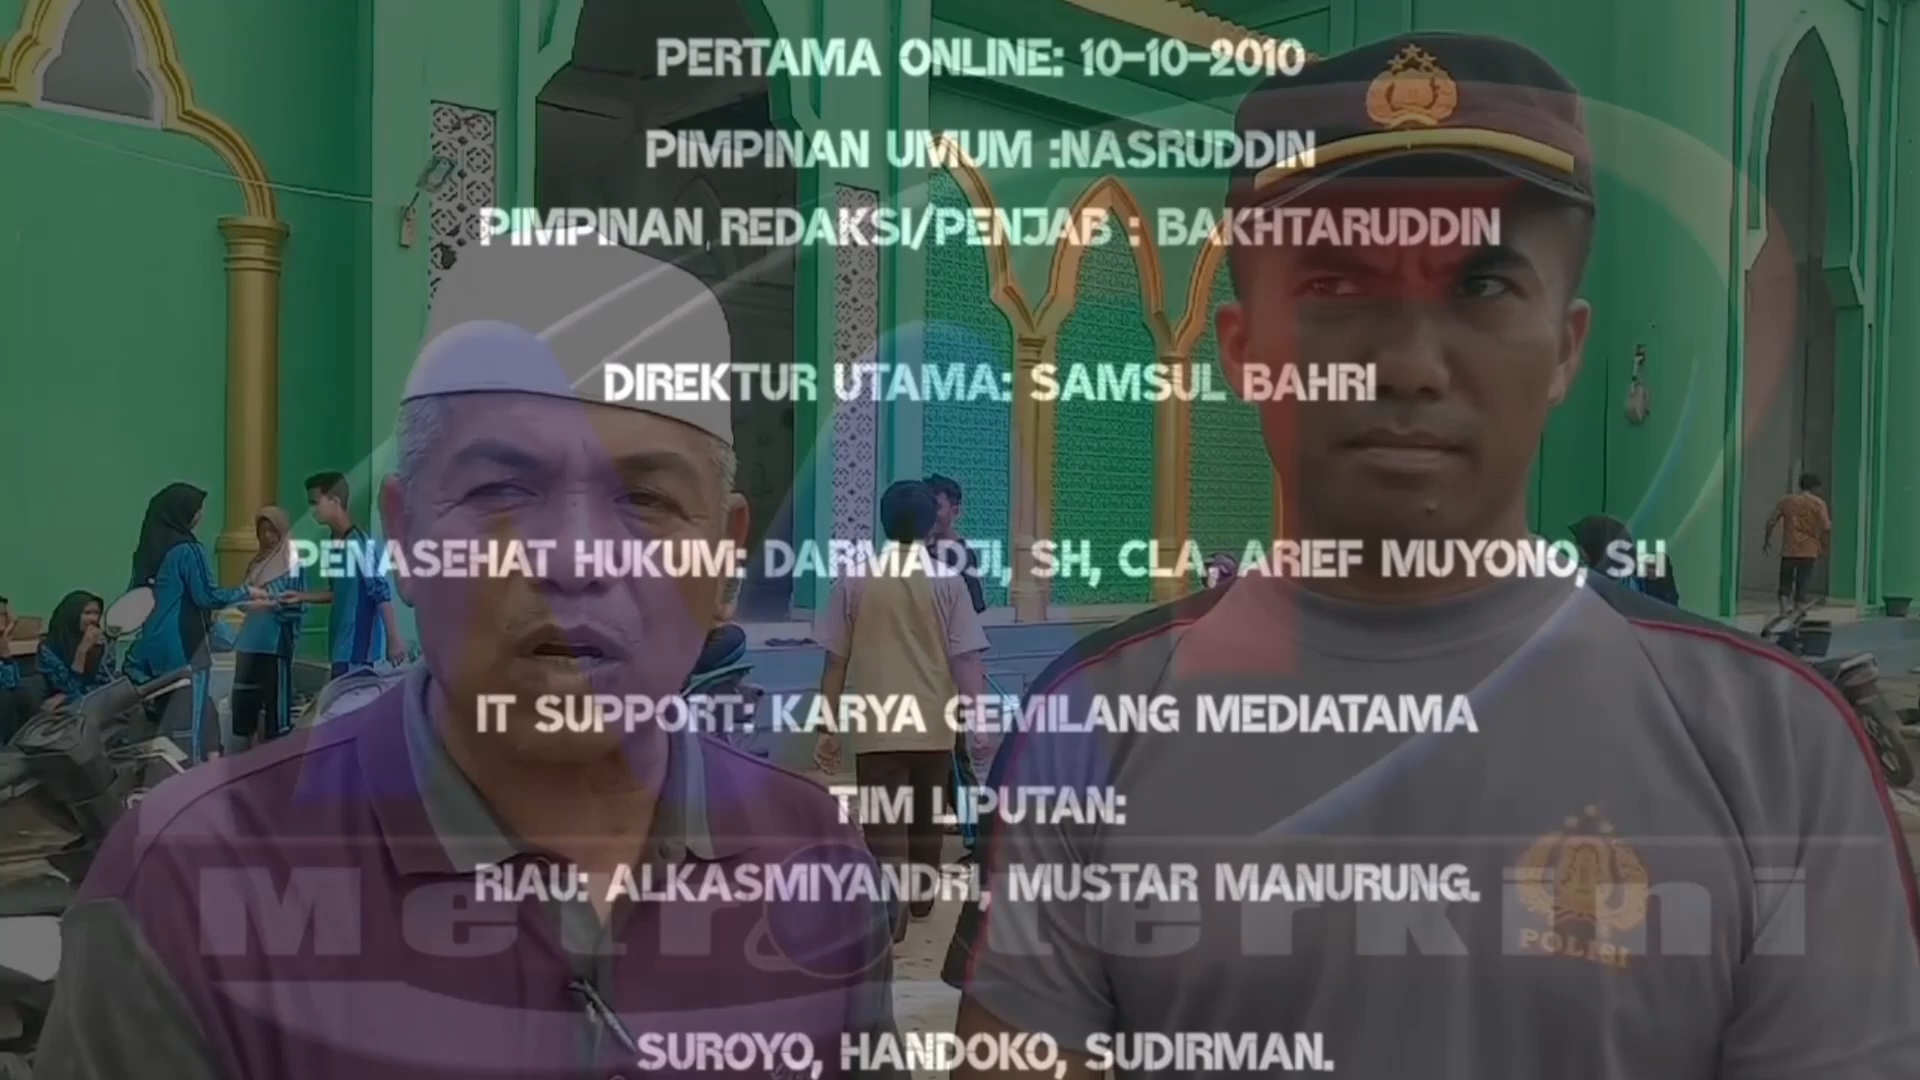 PERTAMA ONLINE: 10-10-2010
PIMPINAN UMUM :NASRUDDIN
PIMPINAN REDAKSI/PENJAB : BAKHTARUDDIN
DIREKTUR UTAMA: SAMSUL BAHRI
PENASEHAT HUKUM: DARMADJI, SH, CLA, ARIEF MUYONO, SH
IT SUPPORT: KARYA GEMILANG MEDIATAMA
TIM LIPUTAN:
RIAU: ALKASMIYANDRI, MUSTAR MANURUNG.
Metroterkini
POLISI
SUROYO, HANDOKO, SUDIRMAN.